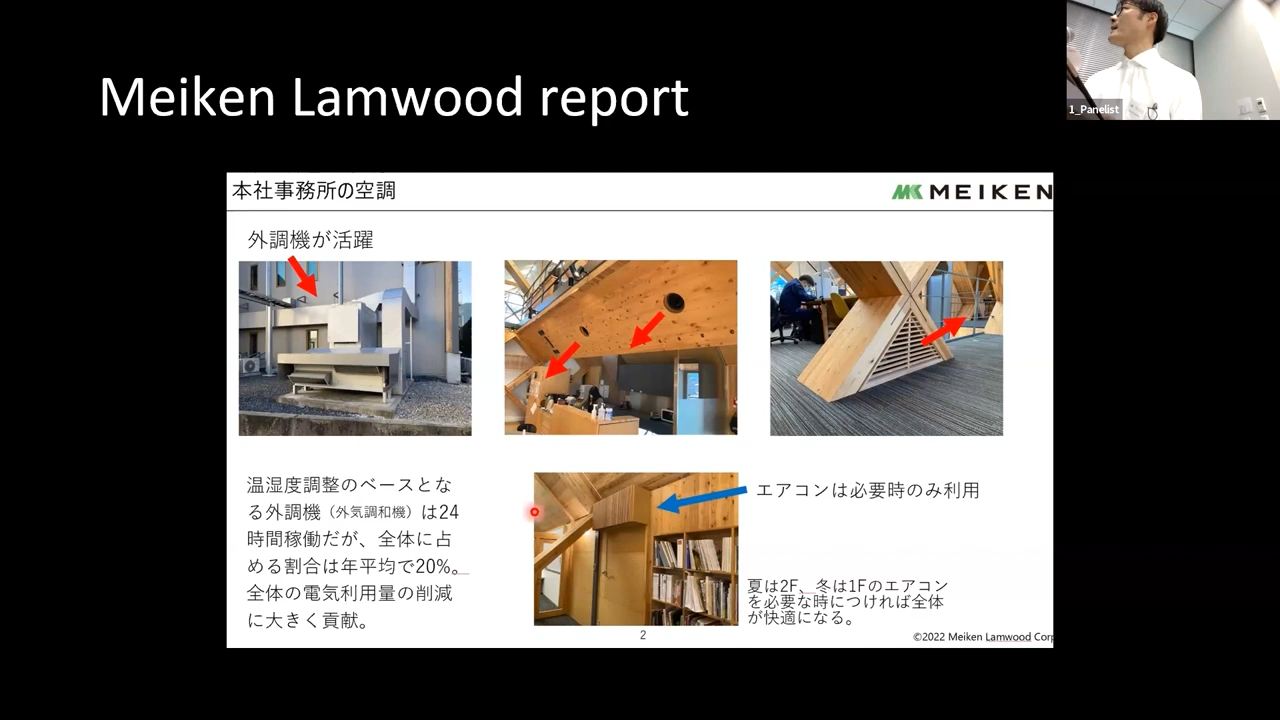 Meiken Lamwood report
1_Panelist
本社事務所の空調
MEIKEN
外調機が活躍
温湿度調整のベースとな
る外調機（外気調和機）は24
時間稼働だが、全体に占
める割合は年平均で20%。
全体の電気利用量の削減
に大きく貢献。
エアコンは必要時のみ利用
夏は2F、冬は1Fのエアコン
を必要な時につければ全体
が快適になる。
2
©2022 Meiken Lamwood Corp